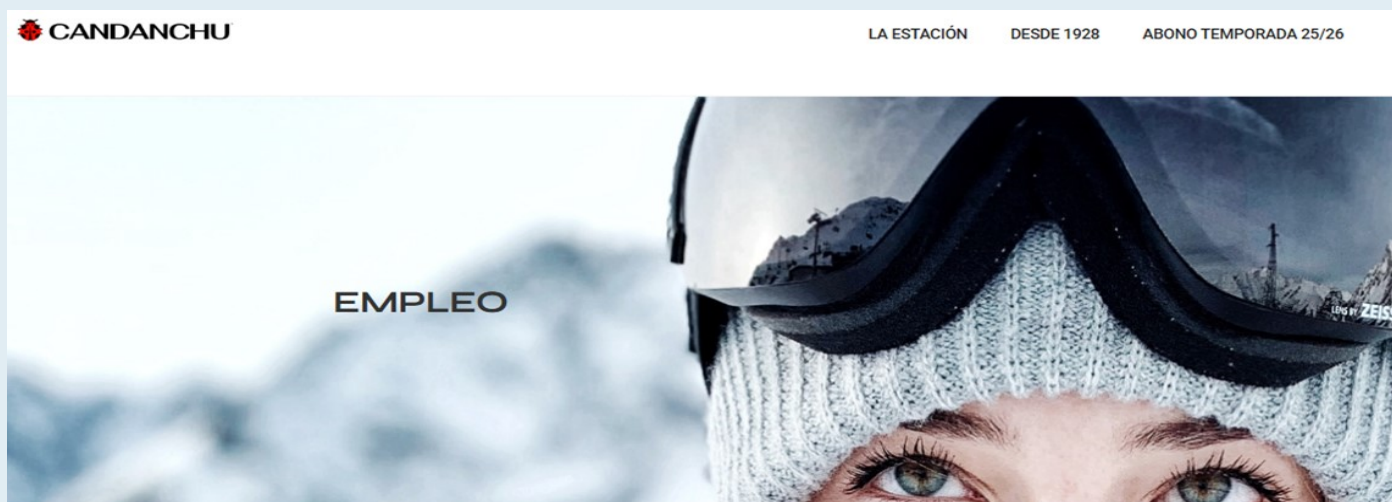 CANDANCHU
LA ESTACIÓN DESDE 1928 ABONO TEMPORADA 25/26
EMPLEO
LENS BY ZEISS